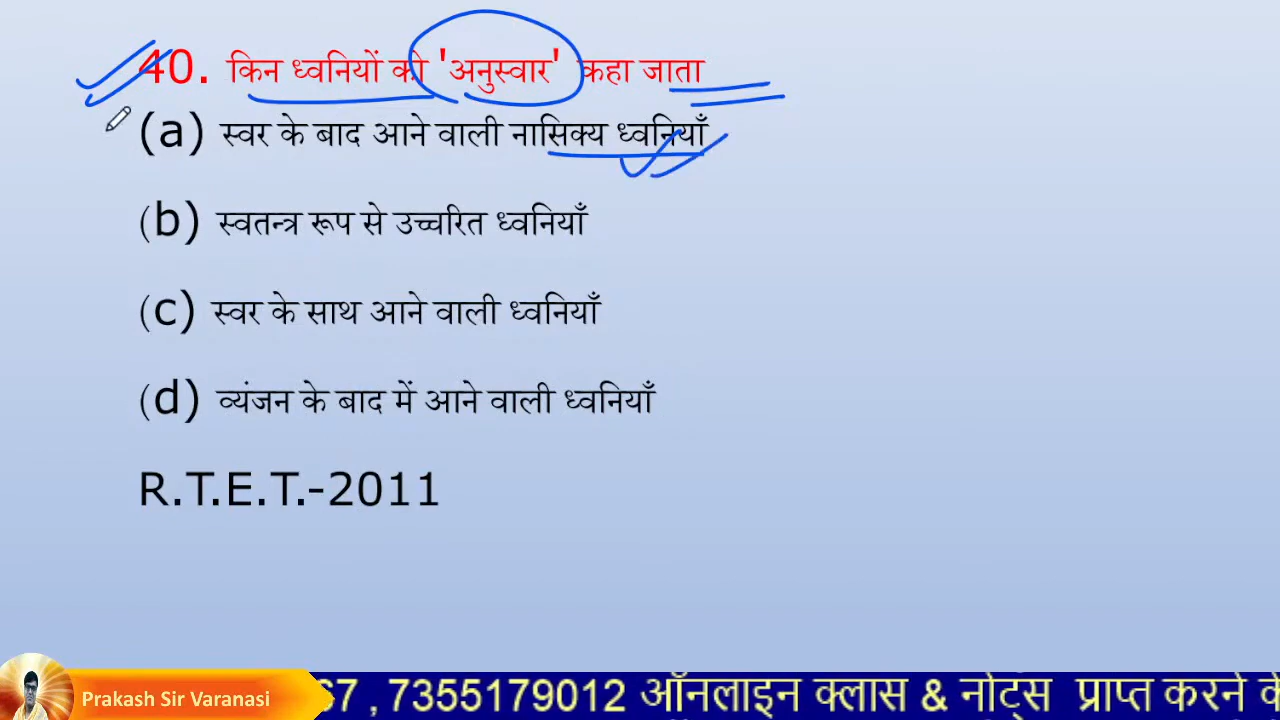 40. किन ध्वनियों को 'अनुस्वार' कहा जाता
(a) स्वर के बाद आने वाली नासिक्य ध्वनियाँ
(b) स्वतन्त्र रूप से उच्चरित ध्वनियाँ
(c) स्वर के साथ आने वाली ध्वनियाँ
(d) व्यंजन के बाद में आने वाली ध्वनियाँ
R.T.E.T.-2011
Prakash Sir Varanasi
67 , 7355179012 ऑनलाइन क्लास & नोट्स प्राप्त करने के